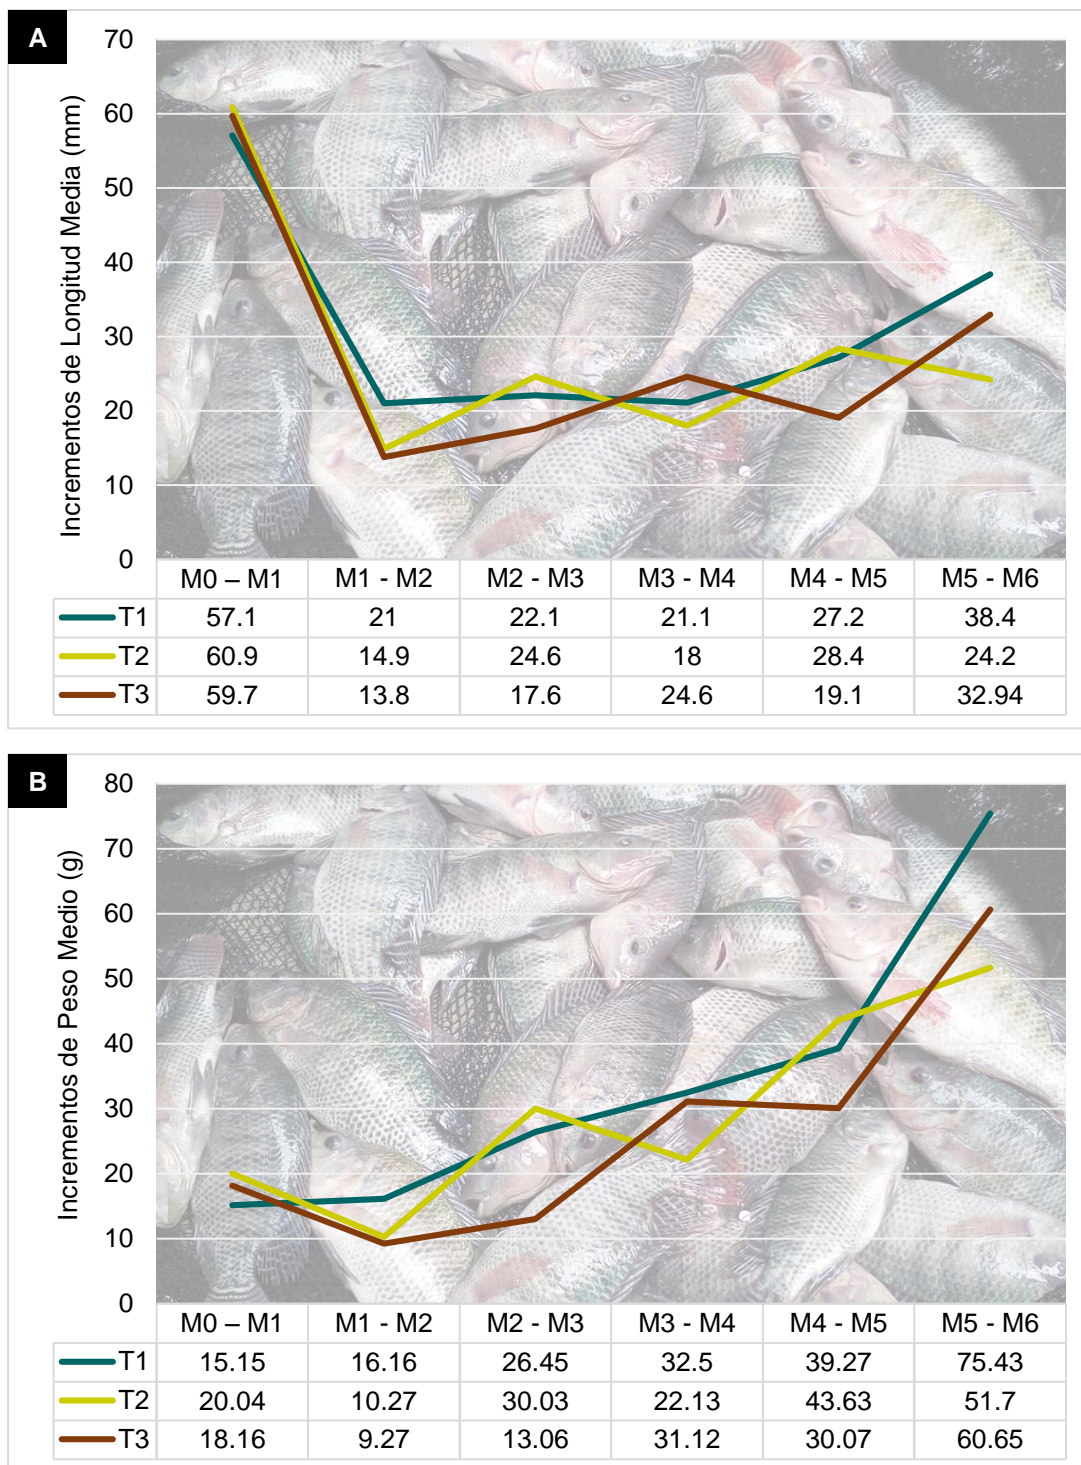 A
Incrementos de Longitud Media (mm)
70
60
50
40
30
20
10
0
M0 – M1 M1 - M2 M2 - M3 M3 - M4 M4 - M5 M5 - M6
T1 57.1 21 22.1 21.1 27.2 38.4
T2 60.9 14.9 24.6 18 28.4 24.2
T3 59.7 13.8 17.6 24.6 19.1 32.94
B
Incrementos de Peso Medio (g)
80
70
60
50
40
30
20
10
0
M0 – M1 M1 - M2 M2 - M3 M3 - M4 M4 - M5 M5 - M6
T1 15.15 16.16 26.45 32.5 39.27 75.43
T2 20.04 10.27 30.03 22.13 43.63 51.7
T3 18.16 9.27 13.06 31.12 30.07 60.65